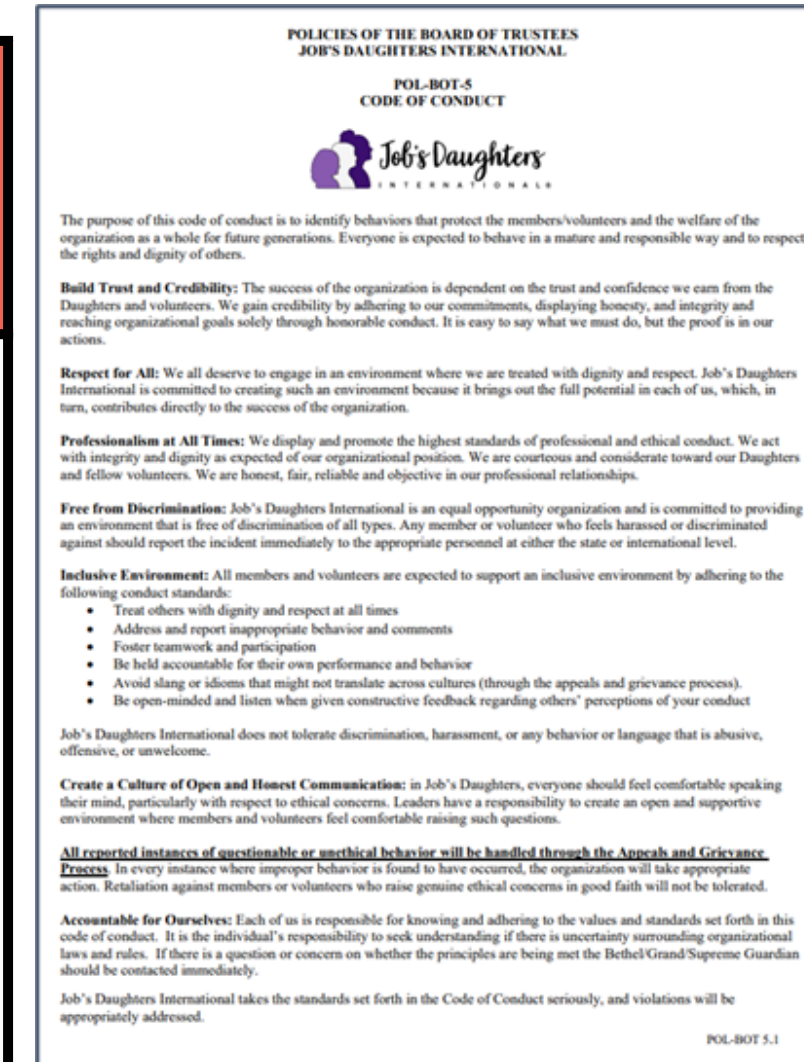 POLICIES OF THE BOARD OF TRUSTEES
JOB'S DAUGHTERS INTERNATIONAL
POL-BOT-5
CODE OF CONDUCT
Job's Daughters
INTERNATIONAL®
The purpose of this code of conduct is to identify behaviors that protect the members/volunteers and the welfare of the
organization as a whole for future generations. Everyone is expected to behave in a mature and responsible way and to respect
the rights and dignity of others.
Build Trust and Credibility: The success of the organization is dependent on the trust and confidence we earn from the
Daughters and volunteers. We gain credibility by adhering to our commitments, displaying honesty, and integrity and
reaching organizational goals solely through honorable conduct. It is easy to say what we must do, but the proof is in our
actions.
Respect for All: We all deserve to engage in an environment where we are treated with dignity and respect. Job's Daughters
International is committed to creating such an environment because it brings out the full potential in each of us, which, in
turn, contributes directly to the success of the organization.
Professionalism at All Times: We display and promote the highest standards of professional and ethical conduct. We act
with integrity and dignity as expected of our organizational position. We are courteous and considerate toward our Daughters
and fellow volunteers. We are honest, fair, reliable and objective in our professional relationships.
Free from Discrimination: Job's Daughters International is an equal opportunity organization and is committed to providing
an environment that is free of discrimination of all types. Any member or volunteer who feels harassed or discriminated
against should report the incident immediately to the appropriate personnel at either the state or international level.
Inclusive Environment: All members and volunteers are expected to support an inclusive environment by adhering to the
following conduct standards:
• Treat others with dignity and respect at all times
• Address and report inappropriate behavior and comments
• Foster teamwork and participation
• Be held accountable for their own performance and behavior
• Avoid slang or idioms that might not translate across cultures (through the appeals and grievance process).
• Be open-minded and listen when given constructive feedback regarding others' perceptions of your conduct
Job's Daughters International does not tolerate discrimination, harassment, or any behavior or language that is abusive,
offensive, or unwelcome.
Create a Culture of Open and Honest Communication: in Job's Daughters, everyone should feel comfortable speaking
their mind, particularly with respect to ethical concerns. Leaders have a responsibility to create an open and supportive
environment where members and volunteers feel comfortable raising such questions.
All reported instances of questionable or unethical behavior will be handled through the Appeals and Grievance
Process. In every instance where improper behavior is found to have occurred, the organization will take appropriate
action. Retaliation against members or volunteers who raise genuine ethical concerns in good faith will not be tolerated.
Accountable for Ourselves: Each of us is responsible for knowing and adhering to the values and standards set forth in this
code of conduct. It is the individual's responsibility to seek understanding if there is uncertainty surrounding organizational
laws and rules. If there is a question or concern on whether the principles are being met the Bethel/Grand/Supreme Guardian
should be contacted immediately.
Job's Daughters International takes the standards set forth in the Code of Conduct seriously, and violations will be
appropriately addressed.
POL-BOT 5.1